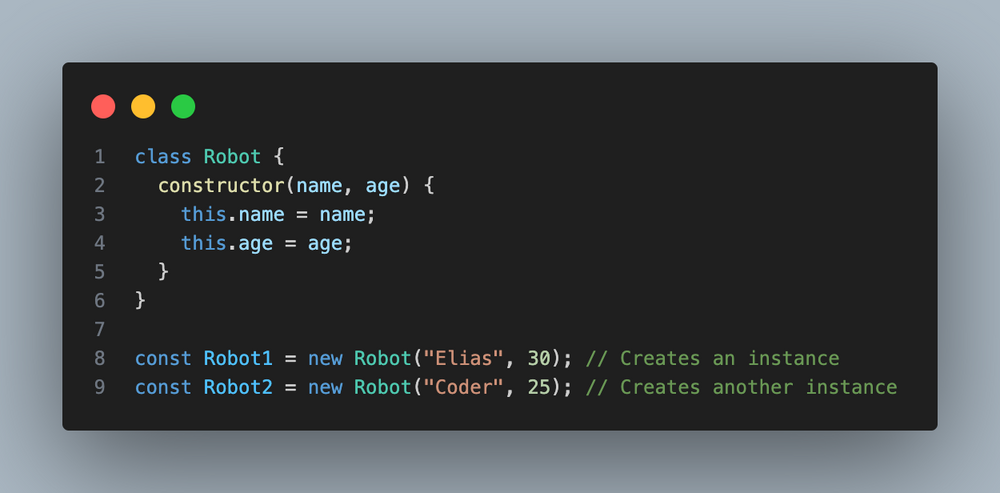 1 class Robot {
2   constructor(name, age) {
3     this.name = name;
4     this.age = age;
5   }
6 }
7
8 const Robot1 = new Robot("Elias", 30); // Creates an instance
9 const Robot2 = new Robot("Coder", 25); // Creates another instance